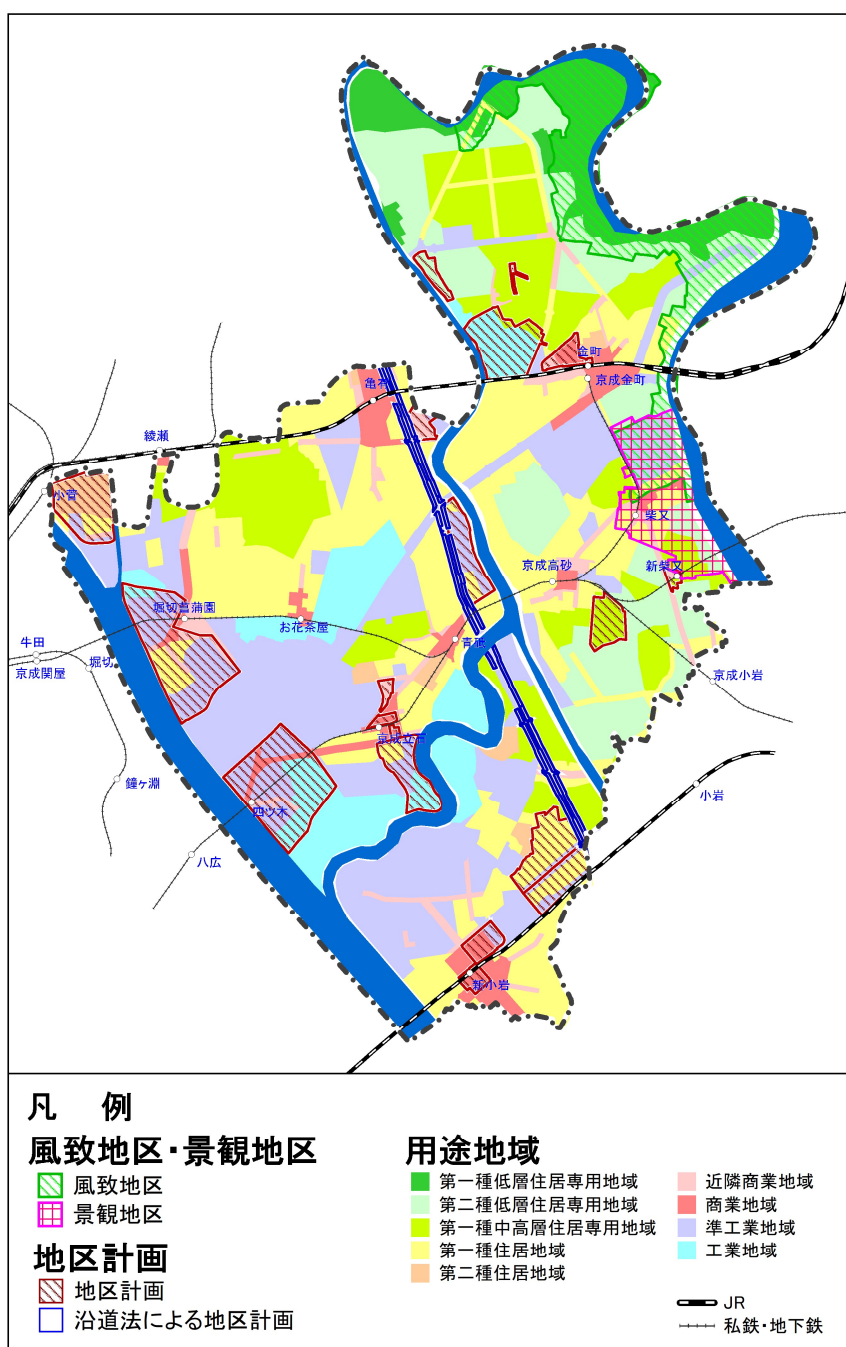 金町
京成金町
亀有
綾瀬
小菅
柴又
京成高砂
新柴又
堀切菖蒲園
お花茶屋
牛田
京成関屋
堀切
青砥
京成小岩
京成立石
鐘ヶ淵
小岩
四ツ木
八広
新小岩
凡 例
風致地区・景観地区
風致地区
景観地区
地区計画
地区計画
沿道法による地区計画
用途地域
第一種低層住居専用地域
第二種低層住居専用地域
第一種中高層住居専用地域
第一種住居地域
第二種住居地域
近隣商業地域
商業地域
準工業地域
工業地域
JR
私鉄・地下鉄